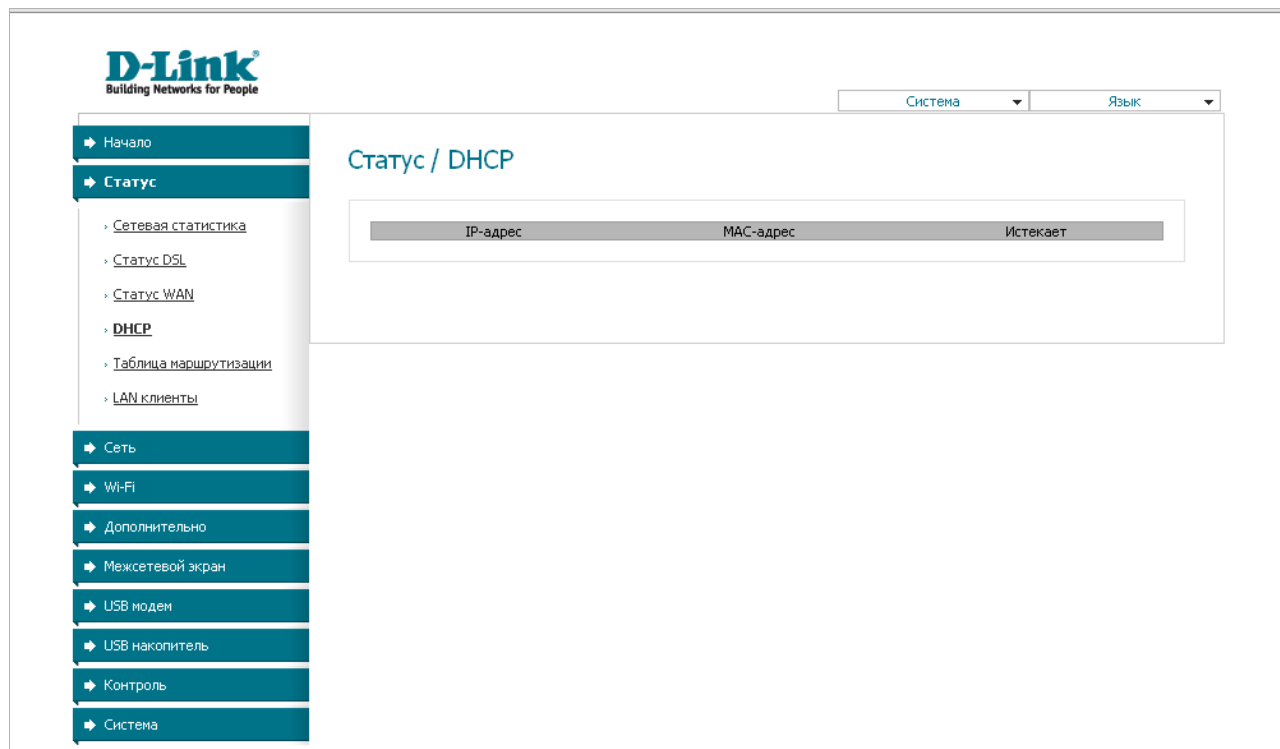 D-Link
Building Networks for People
Система
Язык
Начало
Статус
Сетевая статистика
Статус DSL
Статус WAN
DHCP
Таблица маршрутизации
LAN клиенты
Сеть
Wi-Fi
Дополнительно
Межсетевой экран
USB модем
USB накопитель
Контроль
Система
Статус / DHCP
IP-адрес MAC-адрес Истекает